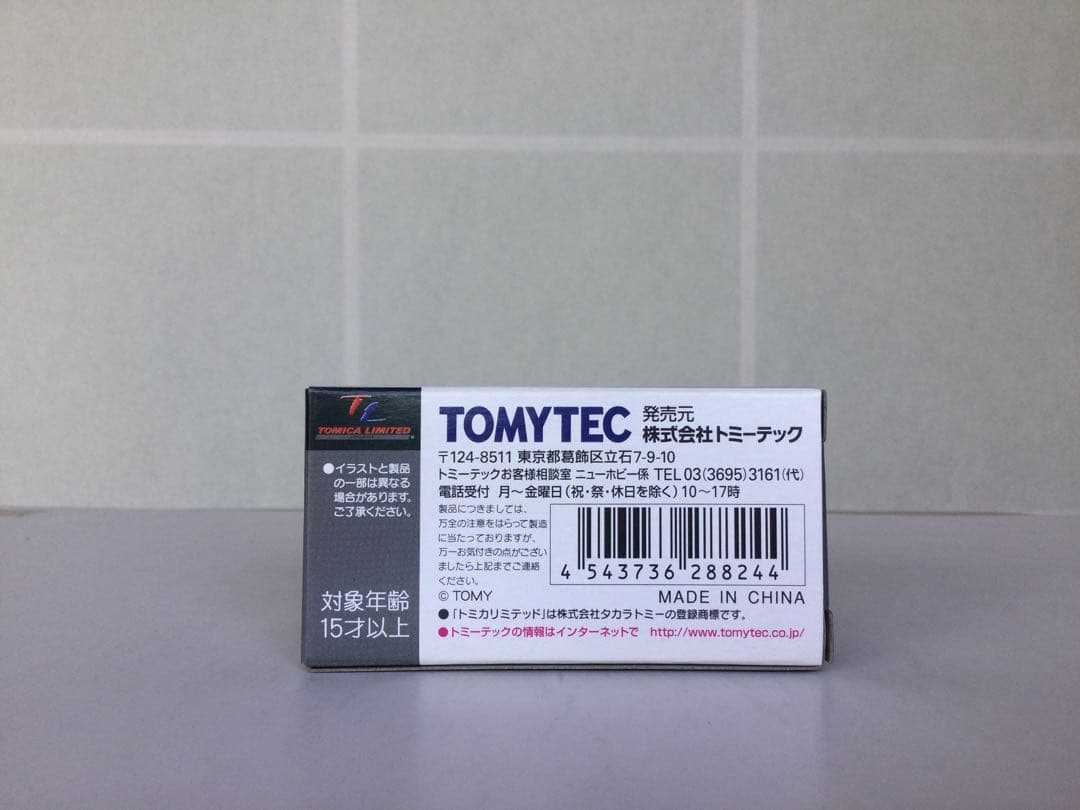 TL
TOMICA LIMITED
●イラストと製品
の一部は異なる
場合があります。
ご了承ください。
対象年齢
15才以上
TOMYTEC
発売元
株式会社トミーテック
〒124-8511 東京都葛飾区立石7-9-10
トミーテックお客様相談室 ニューホビー係 TEL 03(3695)3161(代)
電話受付 月～金曜日(祝・祭・休日を除く)10～17時
製品につきましては、
万全の注意をはらって製造
に当たっておりますが、
万一お気付きの点がござい
ましたら上記までご連絡
ください。
4 543736 288244
© TOMY
MADE IN CHINA
●「トミカリミテッド」は株式会社タカラトミーの登録商標です。
●トミーテックの情報はインターネットで http://www.tomytec.co.jp/